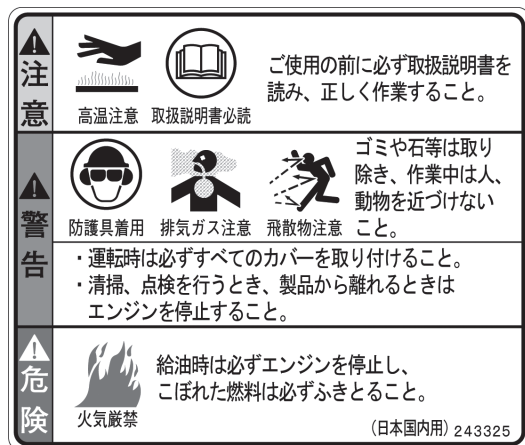 注意
高温注意 取扱説明書必読
ご使用の前に必ず取扱説明書を
読み、正しく作業すること。
警告
防護具着用 排気ガス注意 飛散物注意
ゴミや石等は取り
除き、作業中は人、
動物を近づけない
こと。
・運転時は必ずすべてのカバーを取り付けること。
・清掃、点検を行うとき、製品から離れるときは
エンジンを停止すること。
危険
火気厳禁
給油時は必ずエンジンを停止し、
こぼれた燃料は必ずふきとること。
(日本国内用) 243325